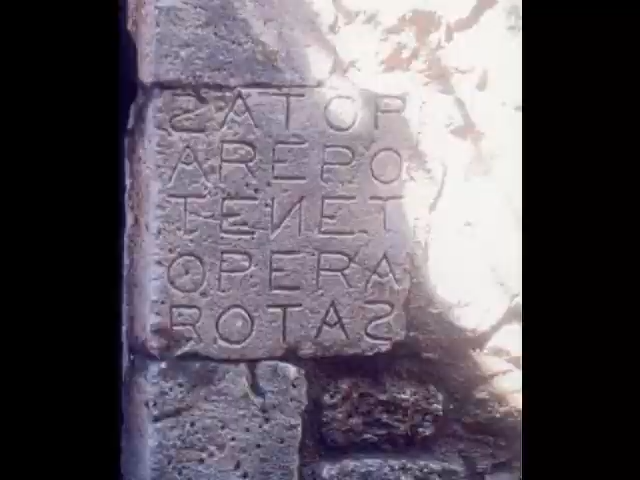 SATOR
AREPO
TENET
OPERA
ROTAS